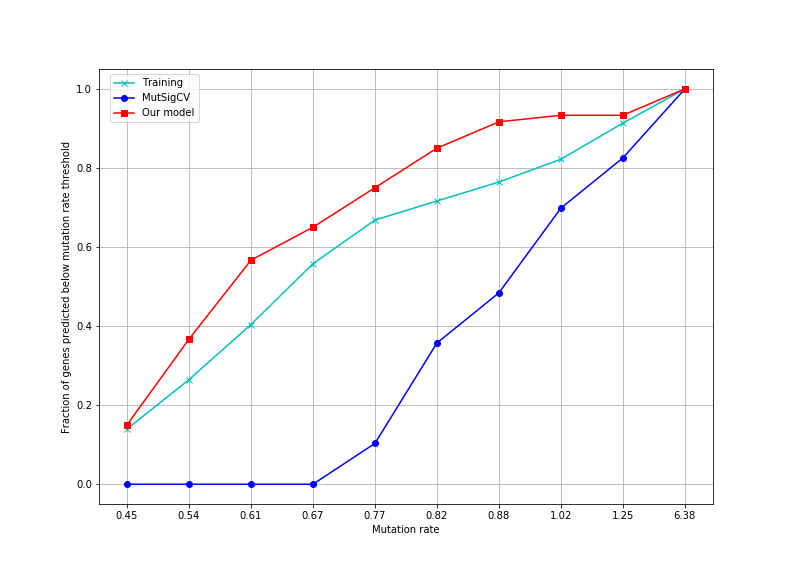 Training
MutSigCV
Our model
Fraction of genes predicted below mutation rate threshold
1.0
0.8
0.6
0.4
0.2
0.0
0.45 0.54 0.61 0.67 0.77 0.82 0.88 1.02 1.25 6.38
Mutation rate